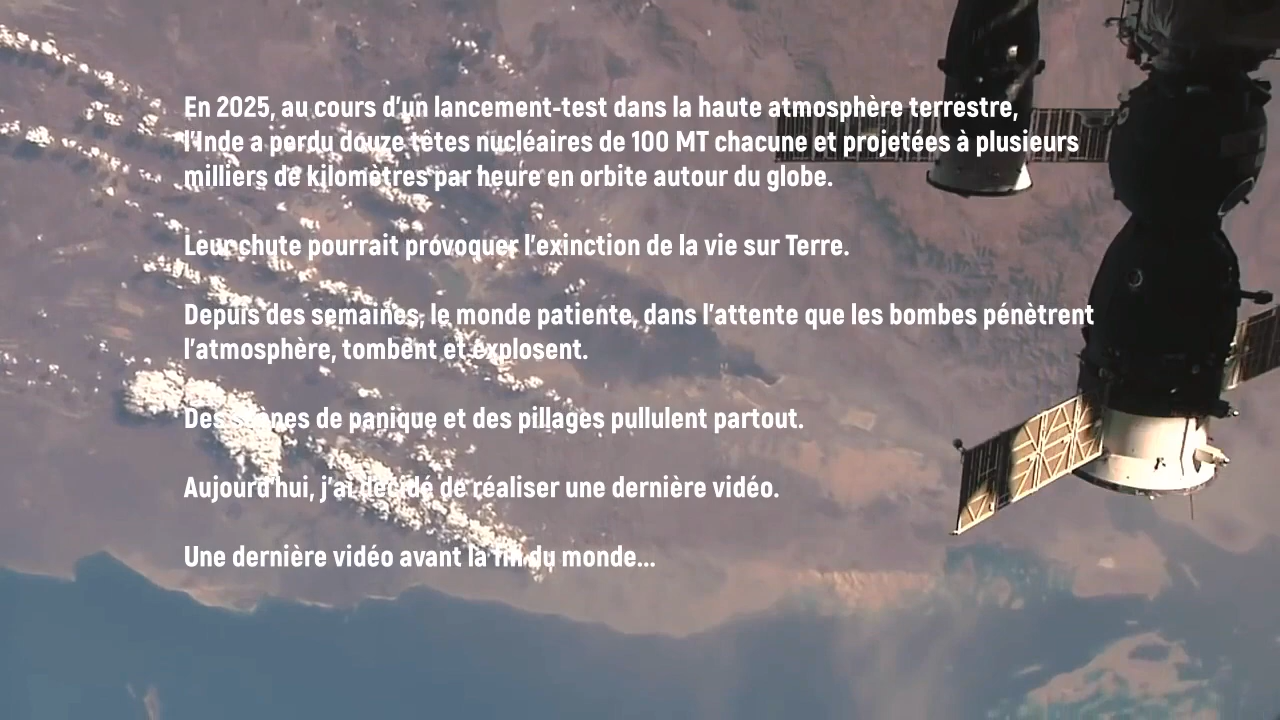 En 2025, au cours d'un lancement-test dans la haute atmosphère terrestre,
l'Inde a perdu douze têtes nucléaires de 100 MT chacune et projetées à plusieurs
milliers de kilomètres par heure en orbite autour du globe.
Leur chute pourrait provoquer l'exinction de la vie sur Terre.
Depuis des semaines, le monde patiente, dans l'attente que les bombes pénètrent
l'atmosphère, tombent et explosent.
Des scènes de panique et des pillages pullulent partout.
Aujourd'hui, j'ai décidé de réaliser une dernière vidéo.
Une dernière vidéo avant la fin du monde...